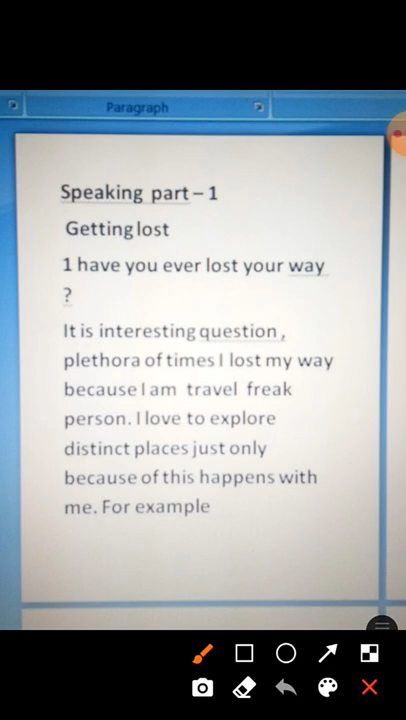 Paragraph
Speaking part – 1
Getting lost
1 have you ever lost your way
?
It is interesting question ,
plethora of times I lost my way
because I am travel freak
person. I love to explore
distinct places just only
because of this happens with
me. For example